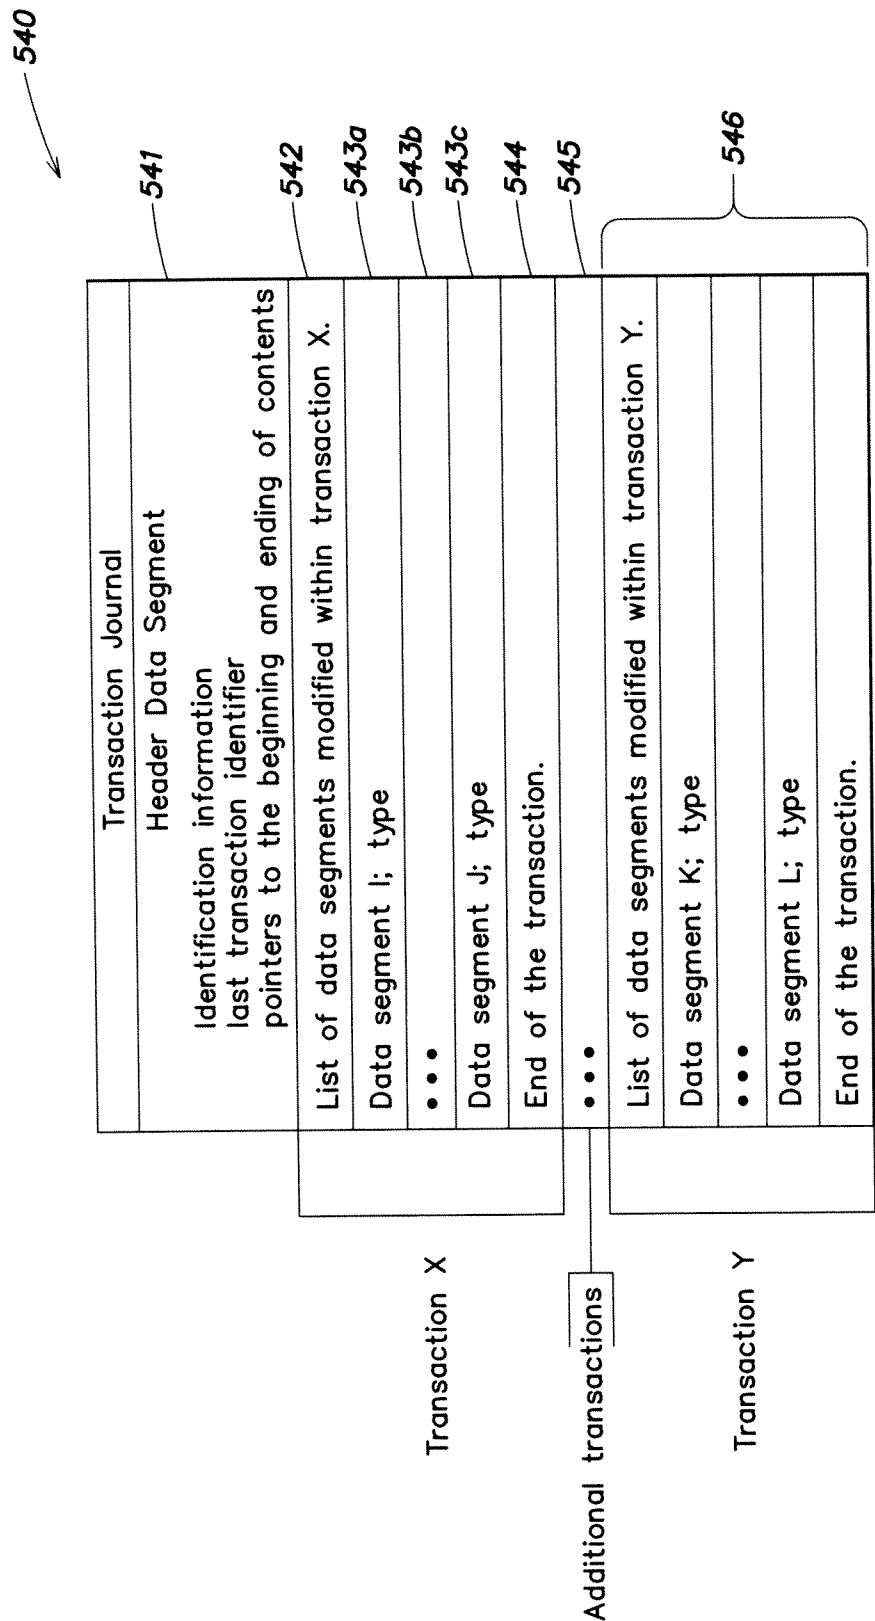 540
Transaction Journal
Header Data Segment
541
Identification information
last transaction identifier
pointers to the beginning and ending of contents
List of data segments modified within transaction X.
542
Data segment I; type
543a
•••
543b
Data segment J; type
543c
End of the transaction.
544
•••
545
List of data segments modified within transaction Y.
Data segment K; type
•••
Data segment L; type
End of the transaction.
546
Transaction X
Additional transactions
Transaction Y